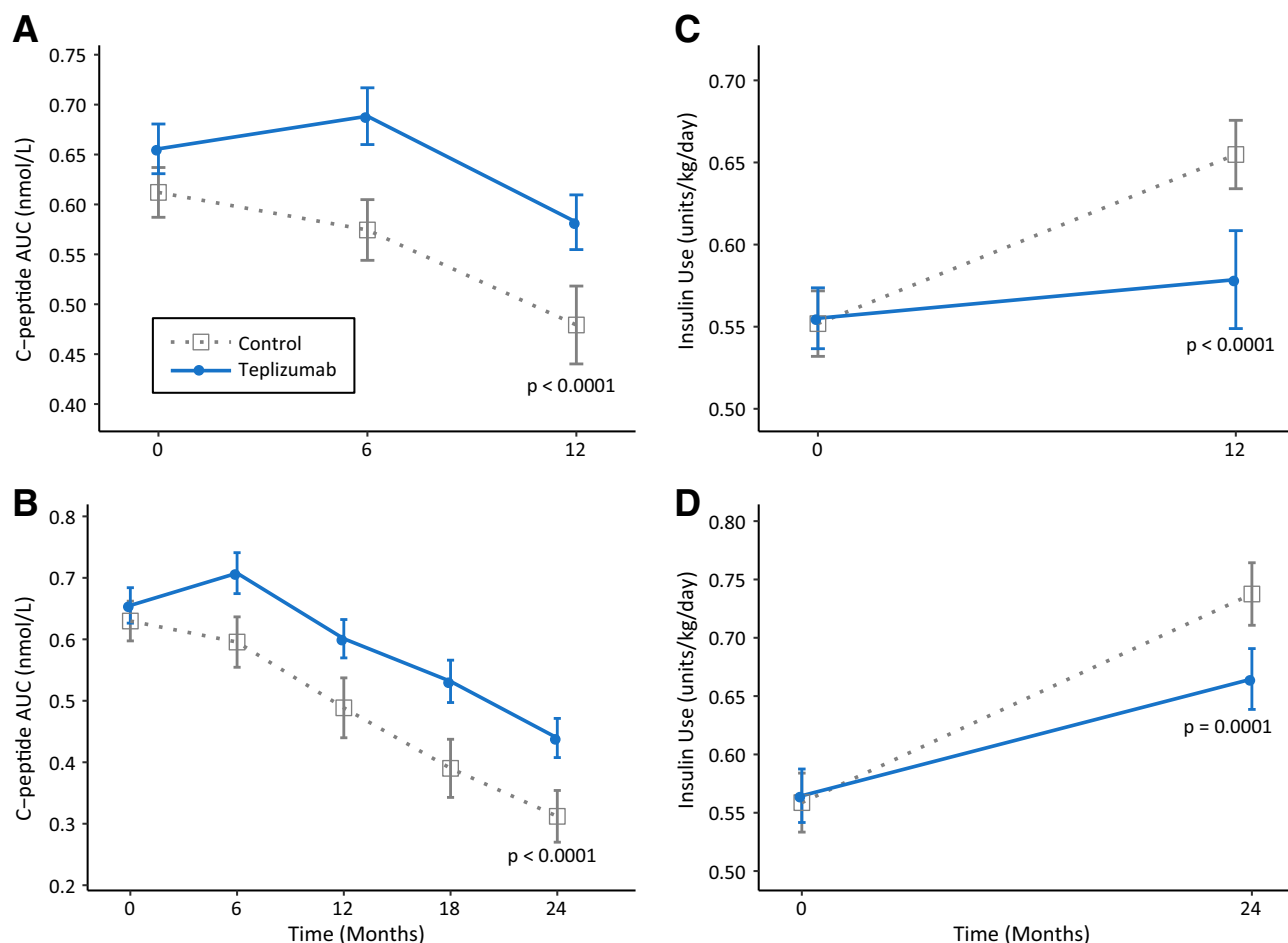 A
C-peptide AUC (nmol/L)
0.75
0.70
0.65
0.60
0.55
0.50
0.45
0.40
Control
Teplizumab
p < 0.0001
0 6 12
C
Insulin Use (units/kg/day)
0.70
0.65
0.60
0.55
0.50
p < 0.0001
0 12
B
C-peptide AUC (nmol/L)
0.8
0.7
0.6
0.5
0.4
0.3
0.2
p < 0.0001
0 6 12 18 24
Time (Months)
D
Insulin Use (units/kg/day)
0.80
0.75
0.70
0.65
0.60
0.55
0.50
p = 0.0001
0 24
Time (Months)